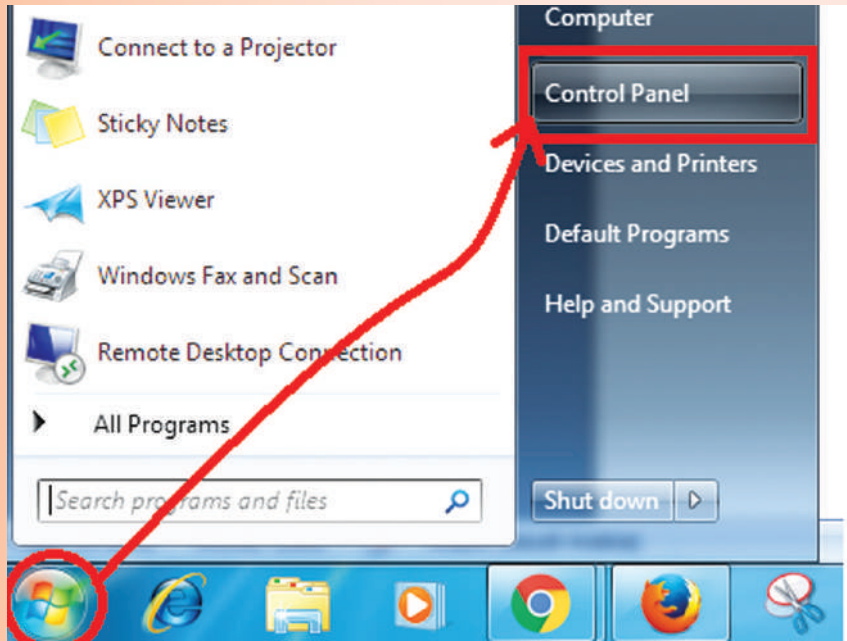 Connect to a Projector
Sticky Notes
XPS Viewer
Windows Fax and Scan
Remote Desktop Connection
All Programs
Search programs and files
Computer
Control Panel
Devices and Printers
Default Programs
Help and Support
Shut down